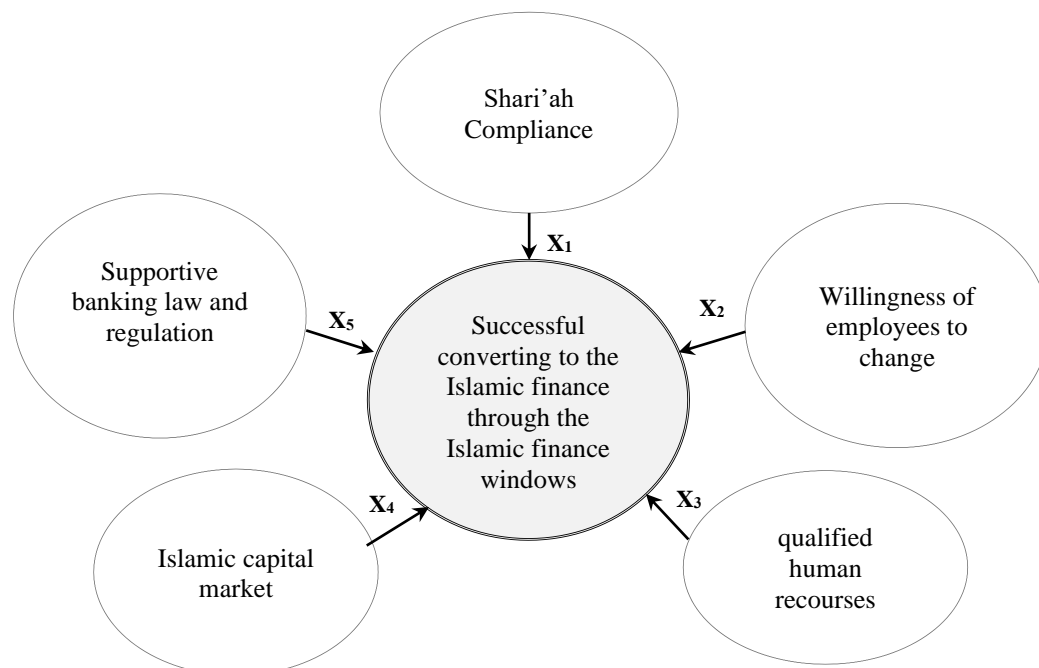 Shari’ah
Compliance
X1
Supportive
banking law and
regulation
X5
Willingness of
employees to
change
X2
Successful
converting to the
Islamic finance
through the
Islamic finance
windows
Islamic capital
market
X4
qualified
human
recourses
X3